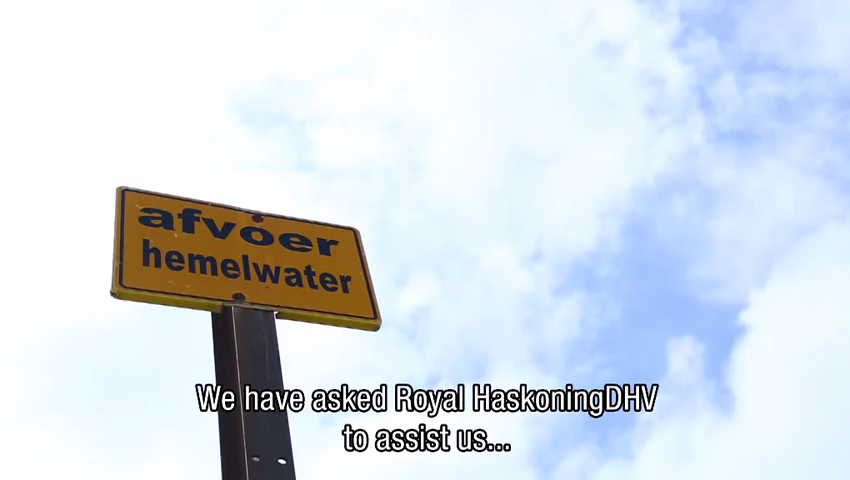 afvoer
hemelwater
We have asked Royal HaskoningDHV
to assist us...